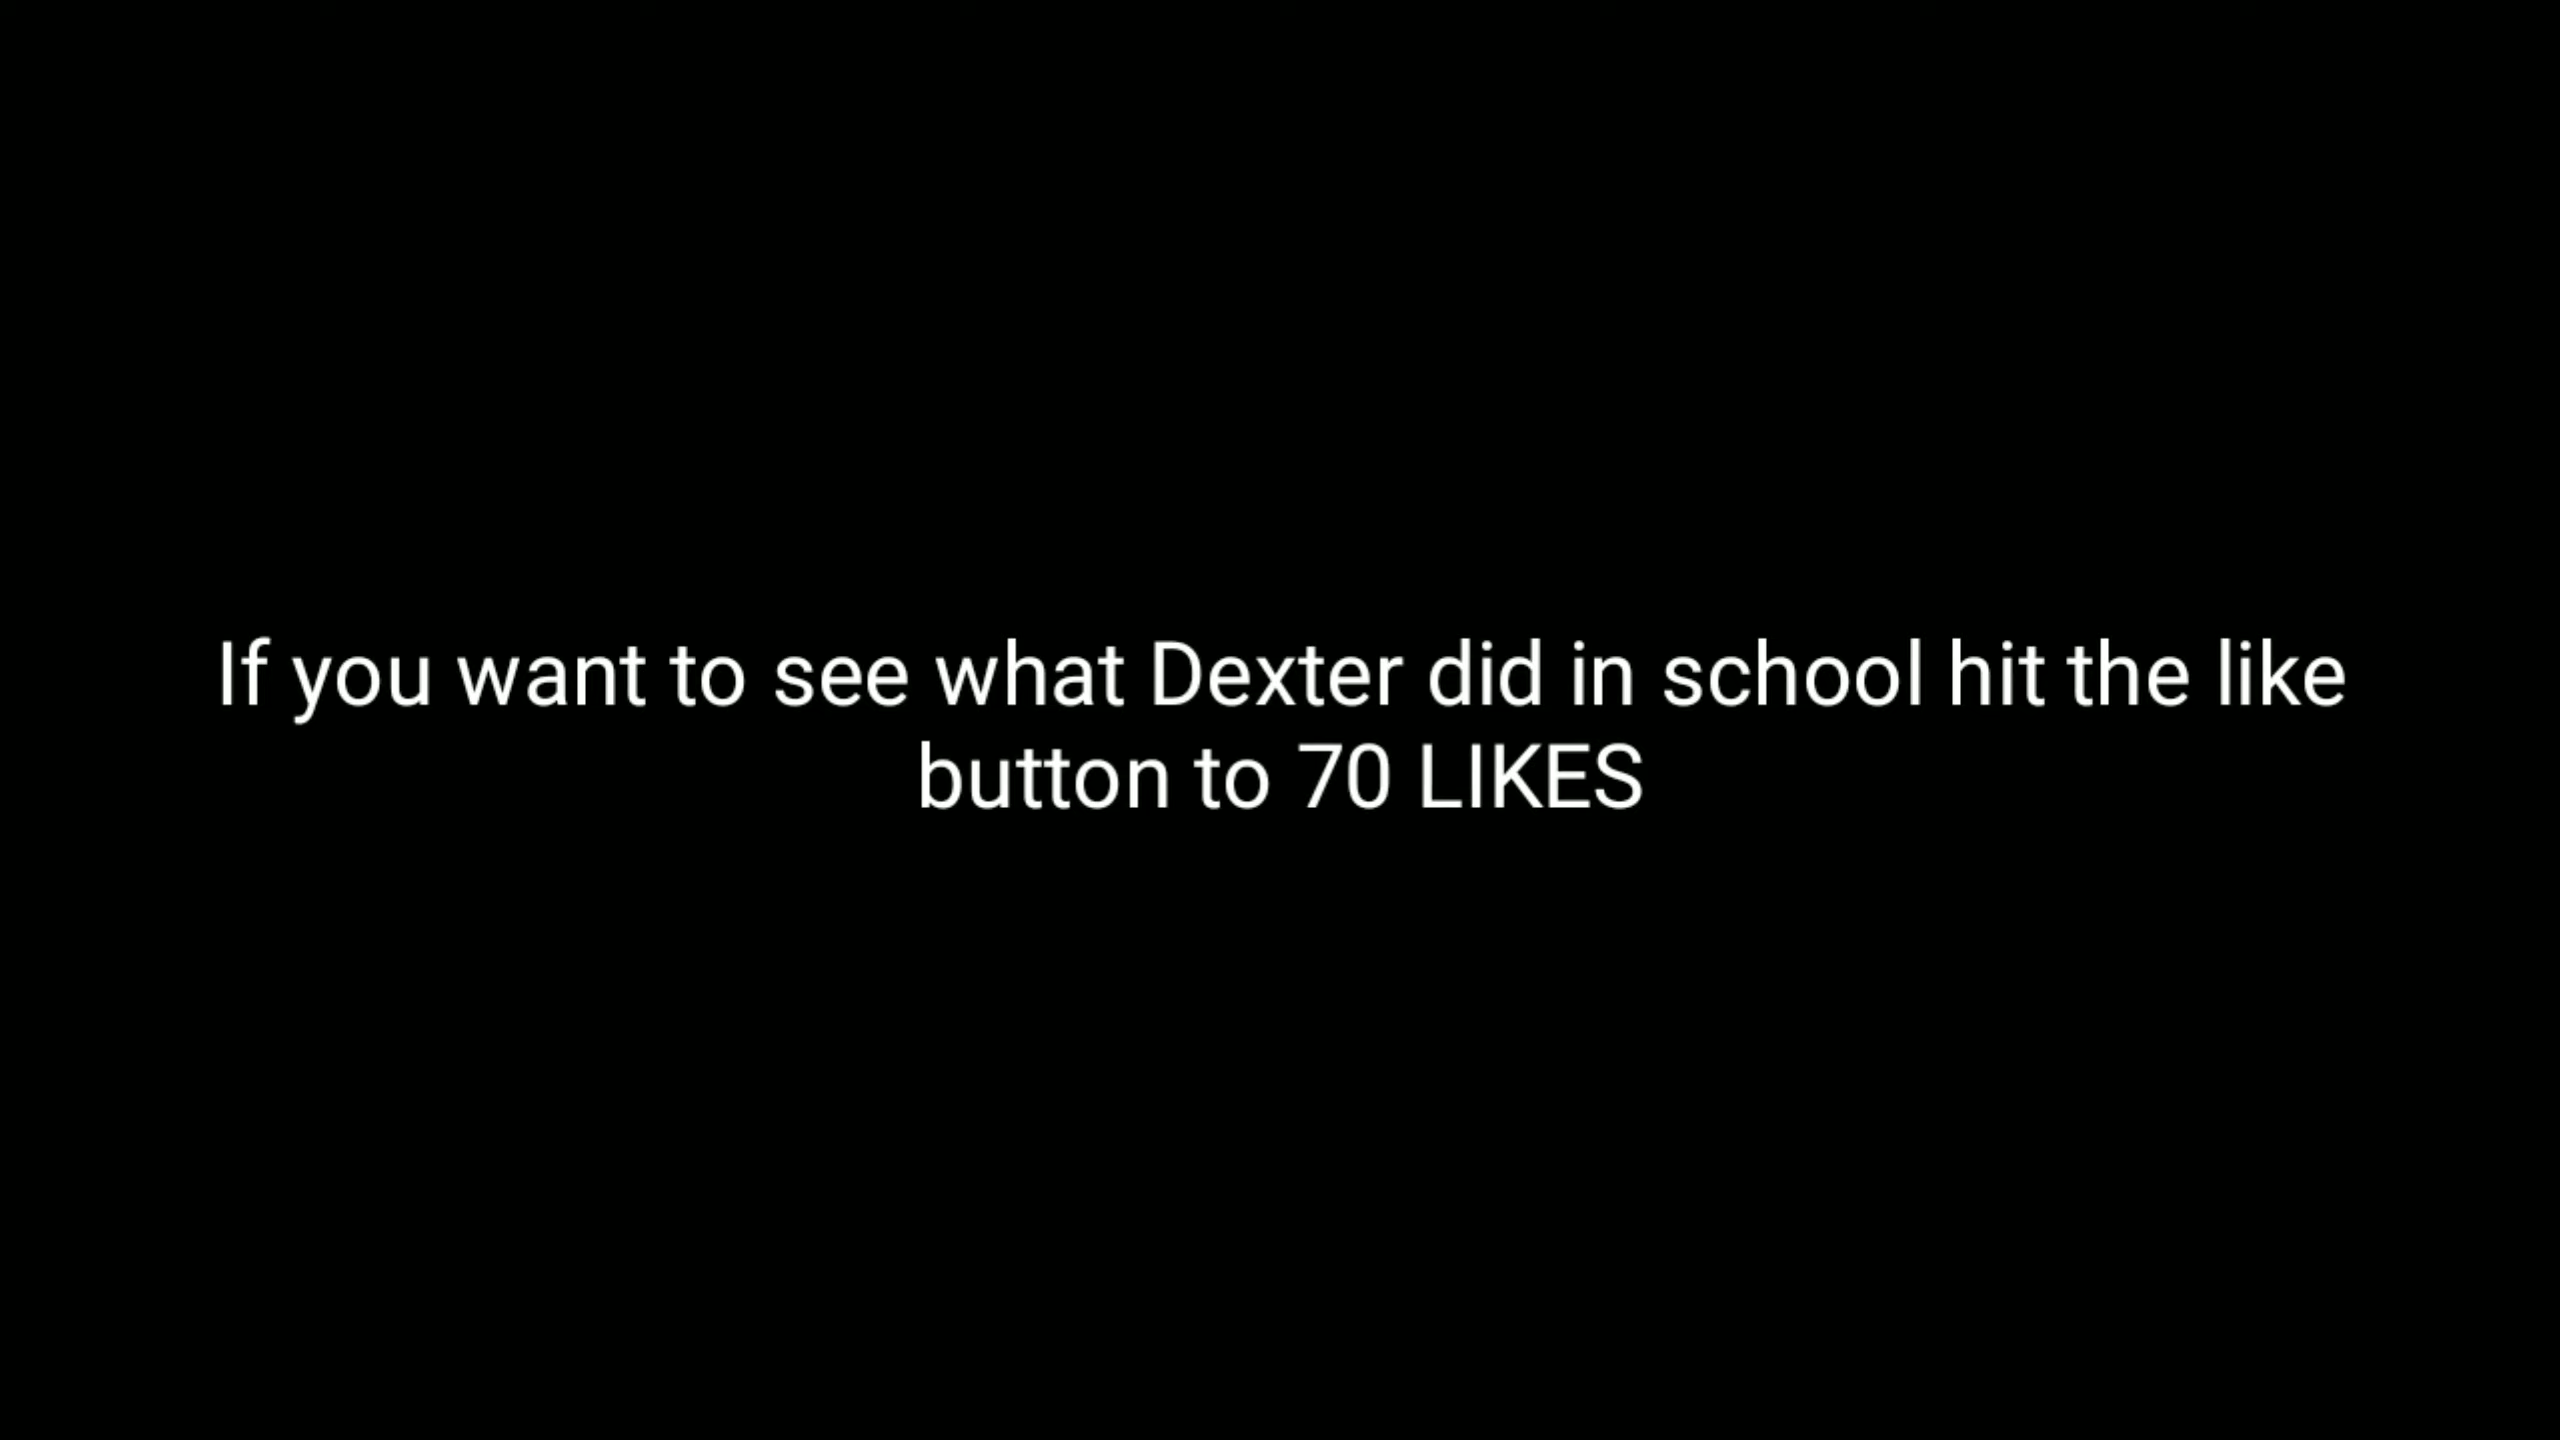 If you want to see what Dexter did in school hit the like
button to 70 LIKES